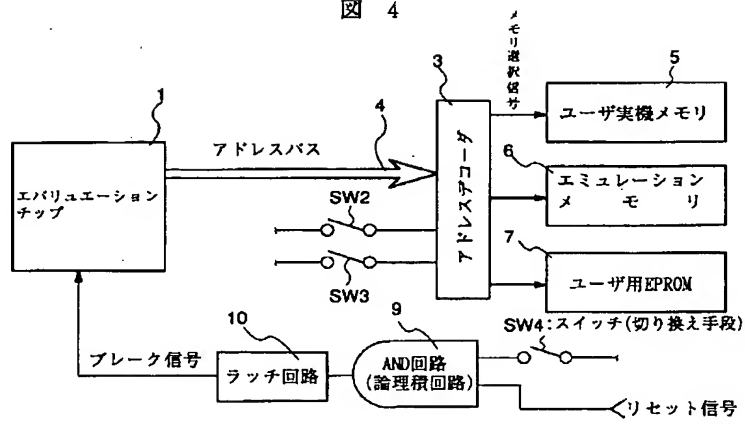 図 4
メモリ選択信号
3
5
1
ユーザ実機メモリ
4
アドレスバス
6
エバリュエーション
チップ
アドレスデコーダ
エミュレーション
メモリ
SW2
7
SW3
ユーザ用EPROM
SW4:スイッチ(切り換え手段)
10
9
ブレーク信号
ラッチ回路
AND回路
(論理積回路)
リセット信号